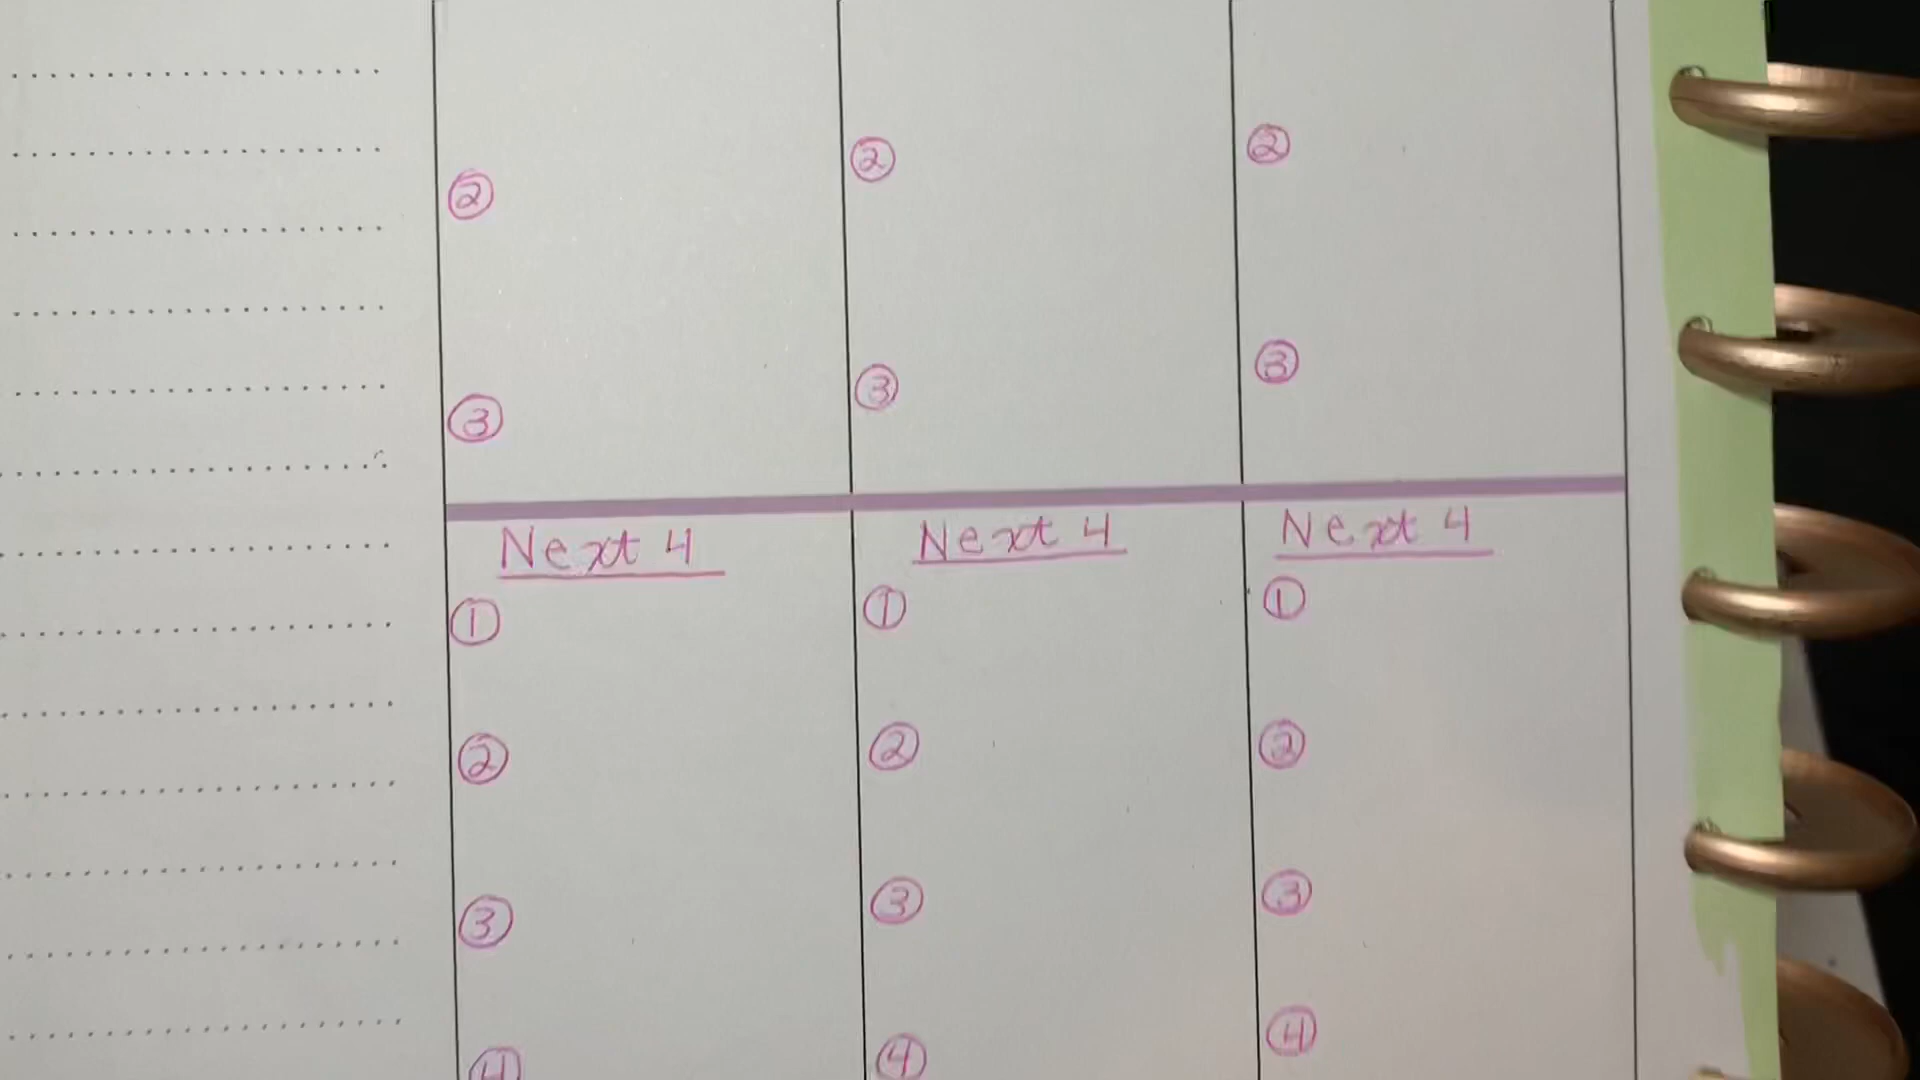 ② ② ②
③ ③ ③
Next 4 Next 4 Next 4
① ① ①
② ② ②
③ ③ ③
④ ④ ④